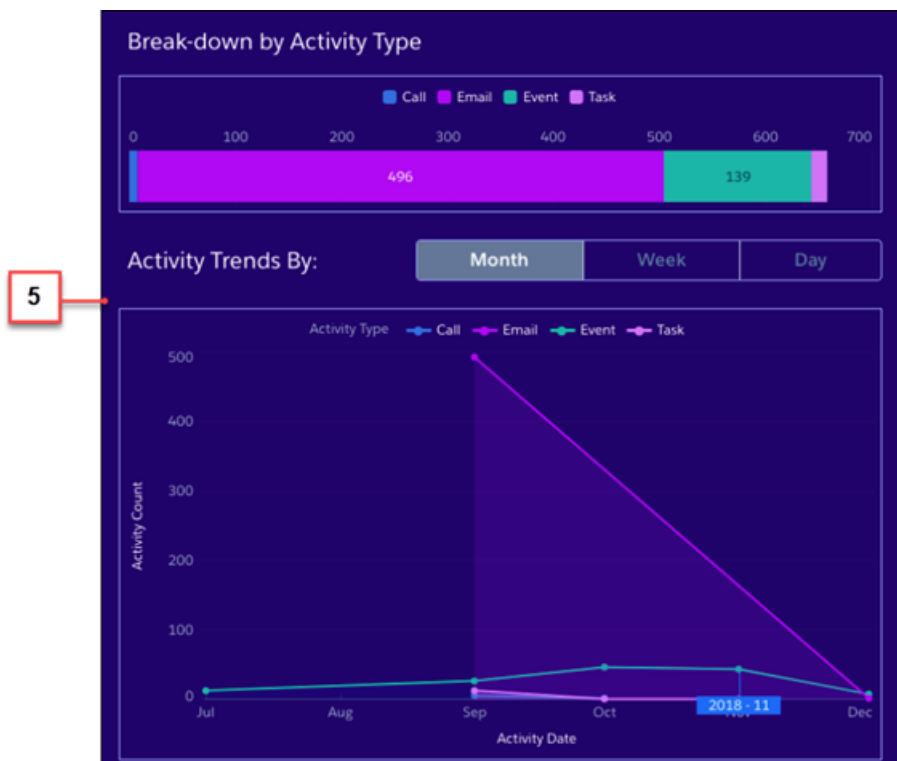 Break-down by Activity Type
Call Email Event Task
0 100 200 300 400 500 600 700
496 139
Activity Trends By: Month Week Day
5
Activity Type Call Email Event Task
500
400
300
200
100
0
Activity Count
Jul Aug Sep Oct Dec
2018 - 11
Activity Date